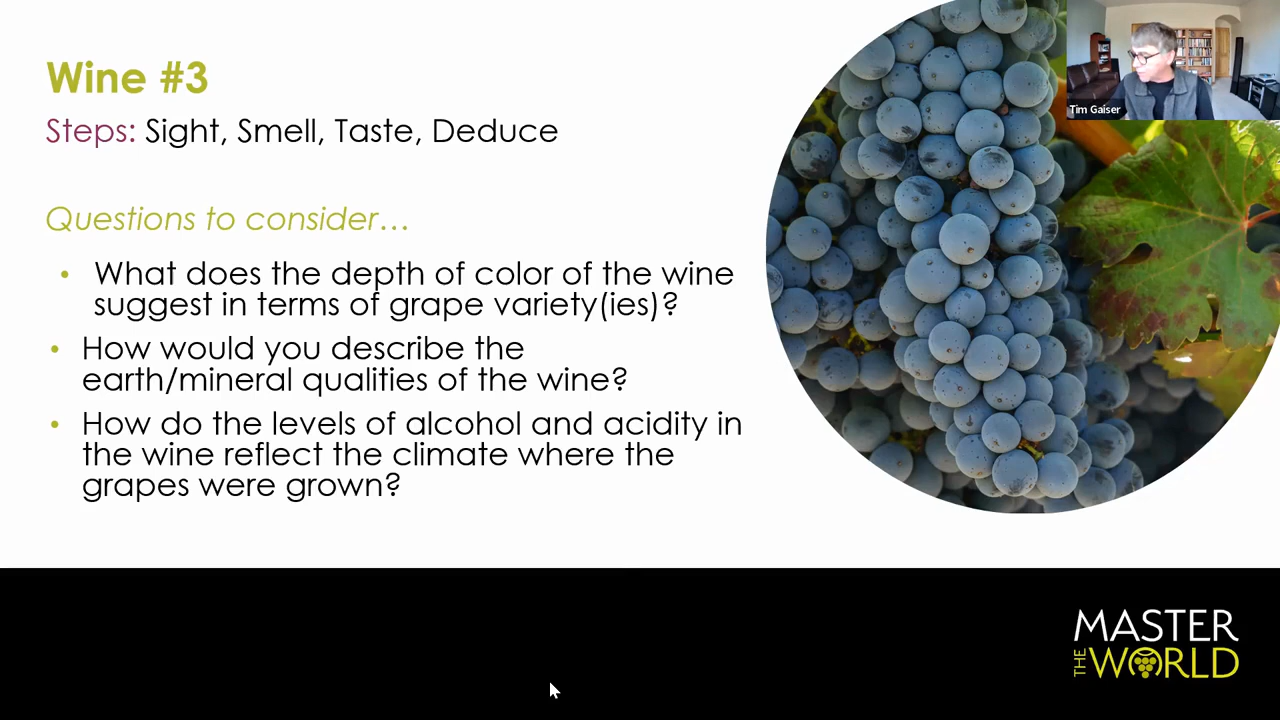 Wine #3
Steps: Sight, Smell, Taste, Deduce
Questions to consider…
• What does the depth of color of the wine
suggest in terms of grape variety(ies)?
• How would you describe the
earth/mineral qualities of the wine?
• How do the levels of alcohol and acidity in
the wine reflect the climate where the
grapes were grown?
Tim Gaiser
MASTER
THE WORLD